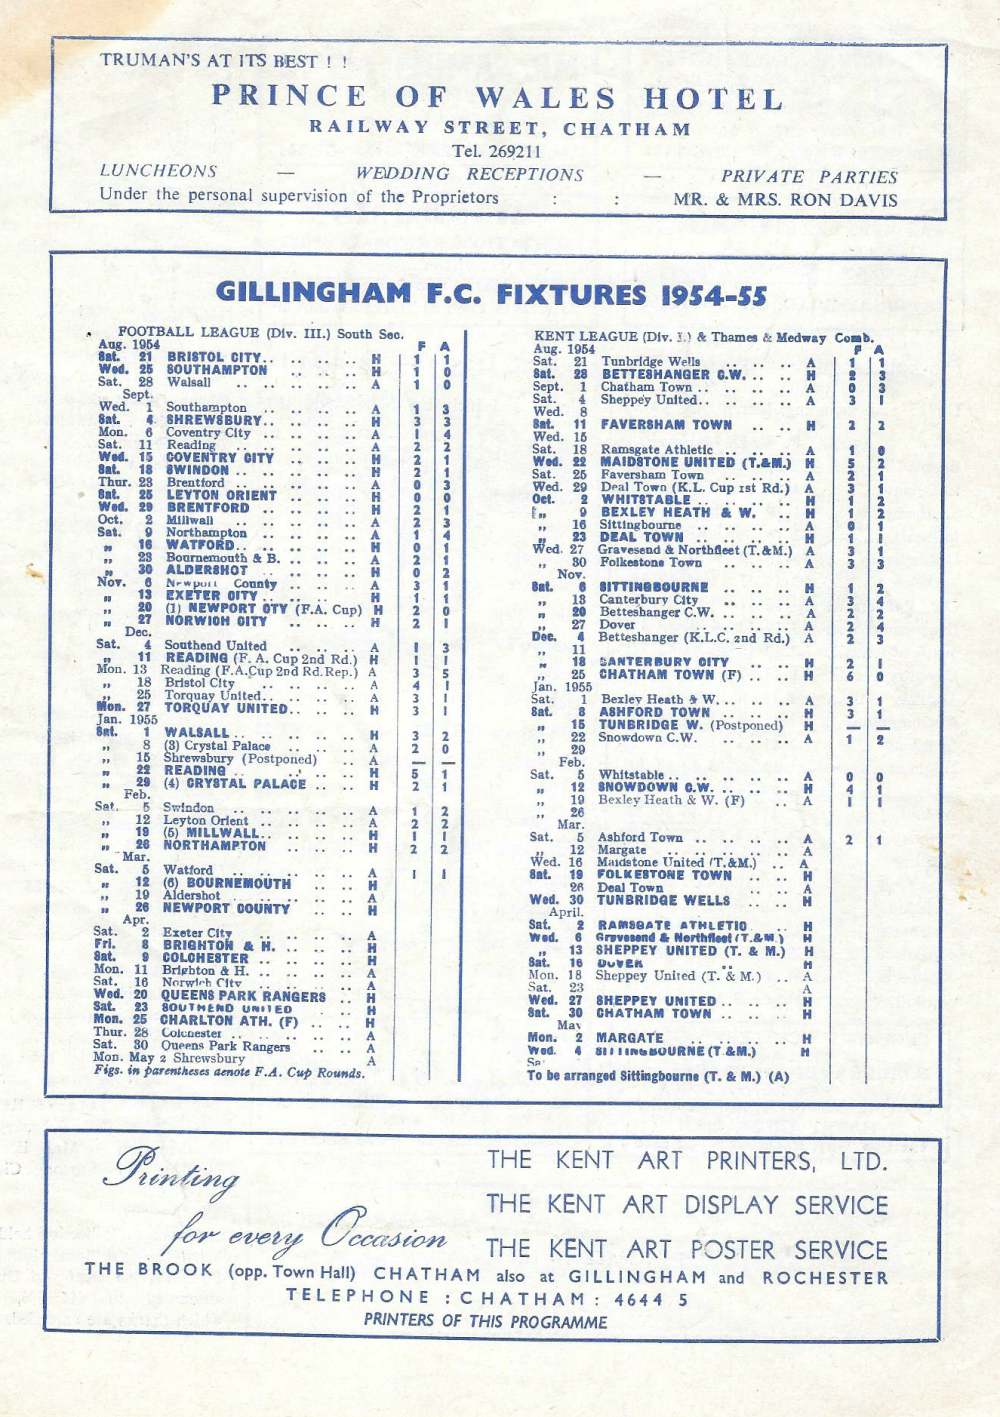 TRUMAN'S AT ITS BEST ! !
PRINCE OF WALES HOTEL
RAILWAY STREET, CHATHAM
Tel. 269211
LUNCHEONS — WEDDING RECEPTIONS — PRIVATE PARTIES
Under the personal supervision of the Proprietors : : MR. & MRS. RON DAVIS
GILLINGHAM F.C. FIXTURES 1954-55
FOOTBALL LEAGUE (Div. III.) South Sec.
Aug. 1954 F A
Sat. 21 BRISTOL CITY.. .. .. .. H 1 1
Wed. 25 SOUTHAMPTON .. .. .. H 1 0
Sat. 28 Walsall .. .. .. .. A 1 0
Sept.
Wed. 1 Southampton .. .. .. .. A 1 3
Sat. 4 SHREWSBURY.. .. .. .. H 3 3
Mon. 6 Coventry City .. .. .. .. A 1 4
Sat. 11 Reading .. .. .. .. .. A 2 2
Wed. 15 COVENTRY CITY .. .. .. H 2 1
Sat. 18 SWINDON .. .. .. .. .. H 2 1
Thur. 23 Brentford .. .. .. .. .. A 0 3
Sat. 25 LEYTON ORIENT .. .. .. H 0 0
Wed. 29 BRENTFORD .. .. .. .. H 2 1
Oct. 2 Millwall .. .. .. .. .. A 2 3
Sat. 9 Northampton .. .. .. .. A 1 4
„ 16 WATFORD.. .. .. .. .. H 0 1
„ 23 Bournemouth & B. .. .. .. A 2 1
„ 30 ALDERSHOT .. .. .. .. H 0 2
Nov. 6 Newport County .. .. .. A 3 1
„ 13 EXETER CITY .. .. .. .. H 1 1
„ 20 (1) NEWPORT CTY (F.A. Cup) H 2 0
„ 27 NORWICH CITY .. .. .. H 2 1
Dec.
Sat. 4 Southend United .. .. .. A 1 3
„ 11 READING (F. A. Cup 2nd Rd.) H 1 1
Mon. 13 Reading (F.A.Cup 2nd Rd.Rep.) A 3 5
„ 18 Bristol City .. .. .. .. A 4 1
„ 25 Torquay United.. .. .. .. A 3 1
Mon. 27 TORQUAY UNITED.. .. .. H 3 1
Jan. 1955
Sat. 1 WALSALL .. .. .. .. .. H 3 2
„ 8 (3) Crystal Palace .. .. .. A 2 0
„ 15 Shrewsbury (Postponed) .. A — —
„ 22 READING .. .. .. .. .. H 5 1
„ 29 (4) CRYSTAL PALACE .. .. H 2 1
Feb.
Sat. 5 Swindon .. .. .. .. .. A 1 2
„ 12 Leyton Orient .. .. .. .. A 2 2
„ 19 (5) MILLWALL.. .. .. .. H 1 1
„ 26 NORTHAMPTON .. .. .. H 2 2
Mar.
Sat. 5 Watford .. .. .. .. .. A 1 1
„ 12 (6) BOURNEMOUTH .. .. H
„ 19 Aldershot .. .. .. .. .. A
„ 26 NEWPORT COUNTY .. .. H
Apr.
Sat. 2 Exeter City .. .. .. .. A
Fri. 8 BRIGHTON & H. .. .. .. H
Sat. 9 COLCHESTER .. .. .. .. H
Mon. 11 Brighton & H. .. .. .. .. A
Sat. 16 Norwich City .. .. .. .. A
Wed. 20 QUEENS PARK RANGERS .. H
Sat. 23 SOUTHEND UNITED .. .. H
Mon. 25 CHARLTON ATH. (F) .. .. H
Thur. 28 Colchester .. .. .. .. .. A
Sat. 30 Queens Park Rangers .. .. A
Mon. May 2 Shrewsbury A
Figs. in parentheses denote F.A. Cup Rounds.
KENT LEAGUE (Div. I.) & Thames & Medway Comb.
Aug. 1954 F A
Sat. 21 Tunbridge Wells .. .. .. A 1 1
Sat. 28 BETTESHANGER C.W. .. .. H 2 3
Sept. 1 Chatham Town .. .. .. .. A 0 3
Sat. 4 Sheppey United.. .. .. .. A 3 1
Wed. 8
Sat. 11 FAVERSHAM TOWN .. .. H 2 2
Wed. 15
Sat. 18 Ramsgate Athletic .. .. .. A 1 0
Wed. 22 MAIDSTONE UNITED (T.&M.) H 5 2
Sat. 25 Faversham Town .. .. .. A 2 1
Wed. 29 Deal Town (K.L. Cup 1st Rd.) A 3 1
Oct. 2 WHITSTABLE .. .. .. .. H 1 2
„ 9 BEXLEY HEATH & W. .. H 1 2
„ 16 Sittingbourne .. .. .. .. A 0 1
„ 23 DEAL TOWN .. .. .. .. H 1 1
Wed. 27 Gravesend & Northfleet (T.&M.) A 3 1
„ 30 Folkestone Town .. .. A 3 3
Nov.
Sat. 6 SITTINGBOURNE .. .. H 1 2
„ 13 Canterbury City .. .. .. A 3 4
„ 20 Betteshanger C.W. .. .. .. A 2 2
„ 27 Dover .. .. .. .. .. A 2 4
Dec. 4 Betteshanger (K.L.C. 2nd Rd.) A 2 3
„ 11
„ 18 CANTERBURY CITY .. .. H 2 1
„ 25 CHATHAM TOWN (F) .. .. H 6 0
Jan. 1955
Sat. 1 Bexley Heath & W. .. .. .. A 3 1
Sat. 8 ASHFORD TOWN .. .. .. H 3 1
„ 15 TUNBRIDGE W. (Postponed) H — —
„ 22 Snowdown C.W. .. .. .. A 1 2
„ 29
Feb.
Sat. 5 Whitstable .. .. .. .. .. A 0 0
„ 12 SNOWDOWN C.W. .. .. .. H 4 1
„ 19 Bexley Heath & W. (F) .. A 1 1
„ 26
Mar.
Sat. 5 Ashford Town .. .. .. .. A 2 1
„ 12 Margate .. .. .. .. .. A
Wed. 16 Maidstone United (T.&M.) .. A
Sat. 19 FOLKESTONE TOWN .. .. H
26 Deal Town .. .. A
Wed. 30 TUNBRIDGE WELLS .. .. H
April.
Sat. 2 RAMSGATE ATHLETIC .. H
Wed. 6 Gravesend & Northfleet (T.&M.) H
„ 13 SHEPPEY UNITED (T. & M.) H
Sat. 16 DOVER .. H
Mon. 18 Sheppey United (T. & M.) .. A
Sat. 23 A
Wed. 27 SHEPPEY UNITED .. .. .. H
Sat. 30 CHATHAM TOWN .. .. .. H
May
Mon. 2 MARGATE .. .. .. .. H
Wed. 4 SITTINGBOURNE (T.&M.) H
To be arranged Sittingbourne (T. & M.) (A)
Printing
for every Occasion
THE KENT ART PRINTERS, LTD.
THE KENT ART DISPLAY SERVICE
THE KENT ART POSTER SERVICE
THE BROOK (opp. Town Hall) CHATHAM also at GILLINGHAM and ROCHESTER
TELEPHONE : CHATHAM : 4644 5
PRINTERS OF THIS PROGRAMME